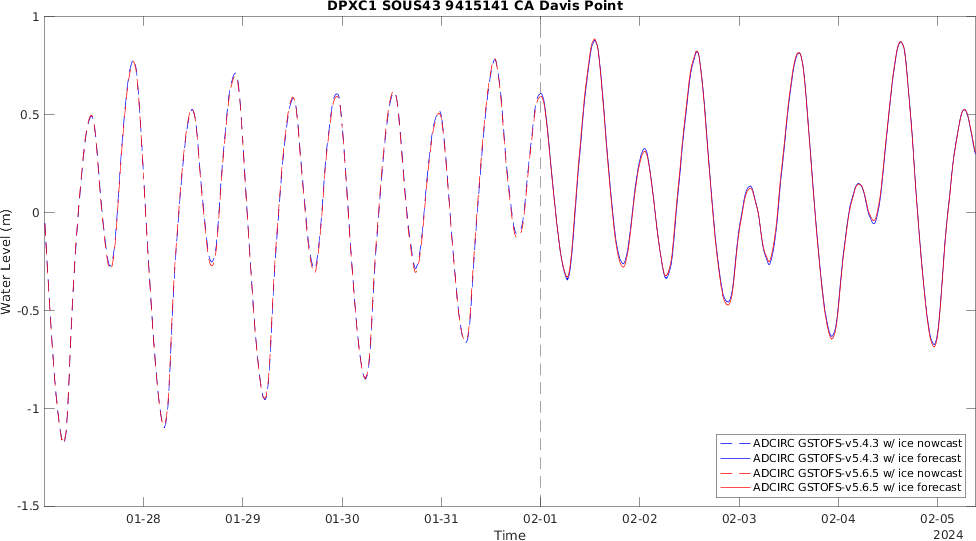 DPXC1 SOUS43 9415141 CA Davis Point
1
0.5
0
-0.5
-1
-1.5
Water Level (m)
01-28
01-29
01-30
01-31
02-01
02-02
02-03
02-04
02-05
Time
2024
ADCIRC GSTOFS-v5.4.3 w/ ice nowcast
ADCIRC GSTOFS-v5.4.3 w/ ice forecast
ADCIRC GSTOFS-v5.6.5 w/ ice nowcast
ADCIRC GSTOFS-v5.6.5 w/ ice forecast